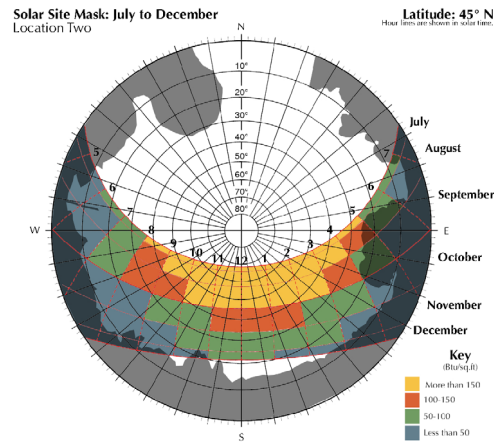 Solar Site Mask: July to December
Location Two
Latitude: 45° N
Hour lines are shown in solar time.
N
10°
20°
30°
40°
50°
60°
70°
80°
July
August
September
October
November
December
W
E
S
5
6
7
8
9
10
11
12
1
2
3
4
5
6
7
Key
(Btu/sq.ft)
More than 150
100-150
50-100
Less than 50